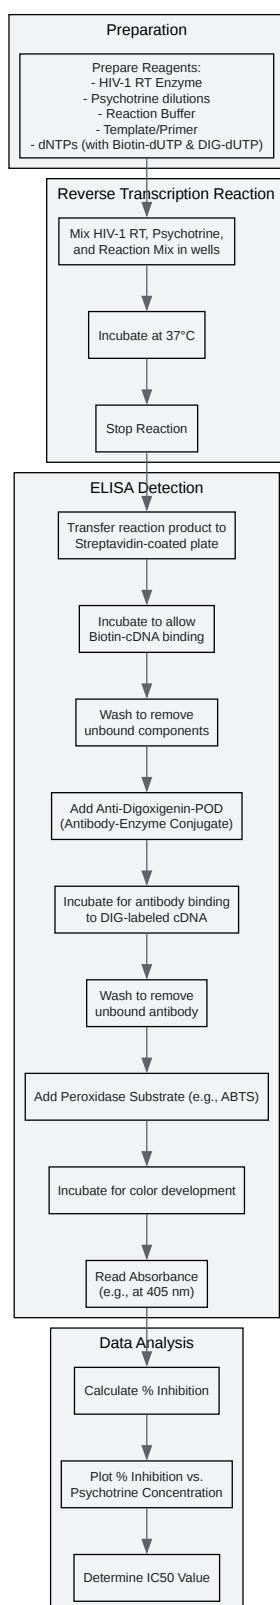 Preparation
Prepare Reagents:
- HIV-1 RT Enzyme
- Psychotrine dilutions
- Reaction Buffer
- Template/Primer
- dNTPs (with Biotin-dUTP & DIG-dUTP)
Reverse Transcription Reaction
Mix HIV-1 RT, Psychotrine,
and Reaction Mix in wells
Incubate at 37°C
Stop Reaction
ELISA Detection
Transfer reaction product to
Streptavidin-coated plate
Incubate to allow
Biotin-cDNA binding
Wash to remove
unbound components
Add Anti-Digoxigenin-POD
(Antibody-Enzyme Conjugate)
Incubate for antibody binding
to DIG-labeled cDNA
Wash to remove
unbound antibody
Add Peroxidase Substrate (e.g., ABTS)
Incubate for color development
Read Absorbance
(e.g., at 405 nm)
Data Analysis
Calculate % Inhibition
Plot % Inhibition vs.
Psychotrine Concentration
Determine IC50 Value